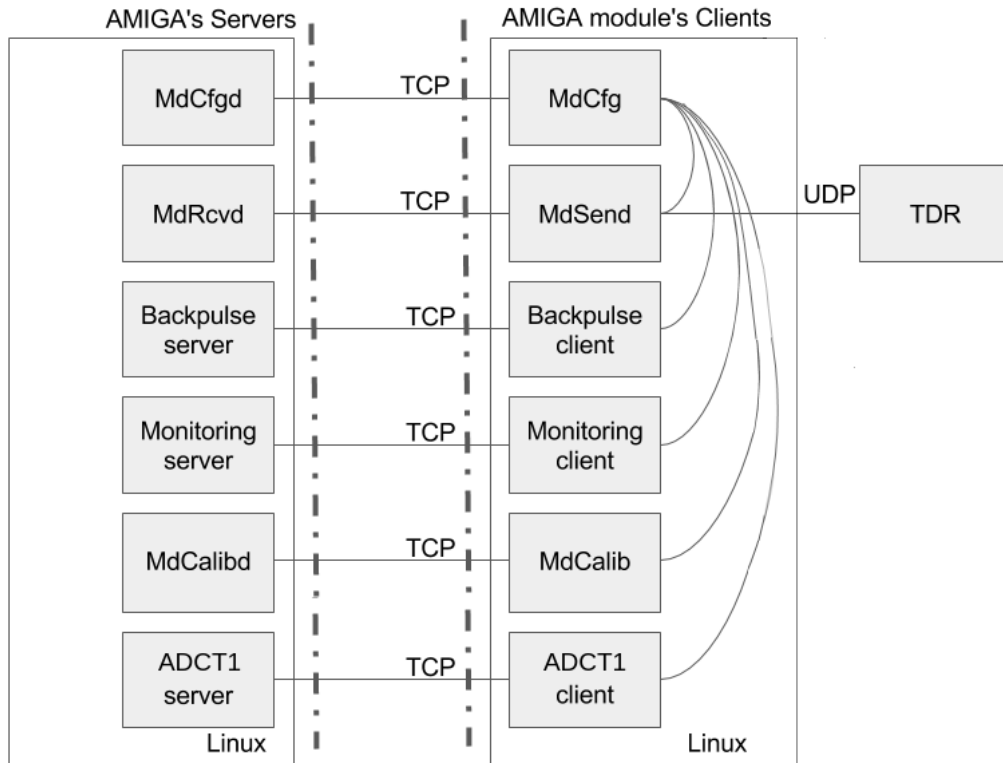 AMIGA's Servers
AMIGA module's Clients
MdCfgd
TCP
MdCfg
MdRcvd
TCP
MdSend
UDP
TDR
Backpulse
server
TCP
Backpulse
client
Monitoring
server
TCP
Monitoring
client
MdCalibd
TCP
MdCalib
ADCT1
server
TCP
ADCT1
client
Linux
Linux